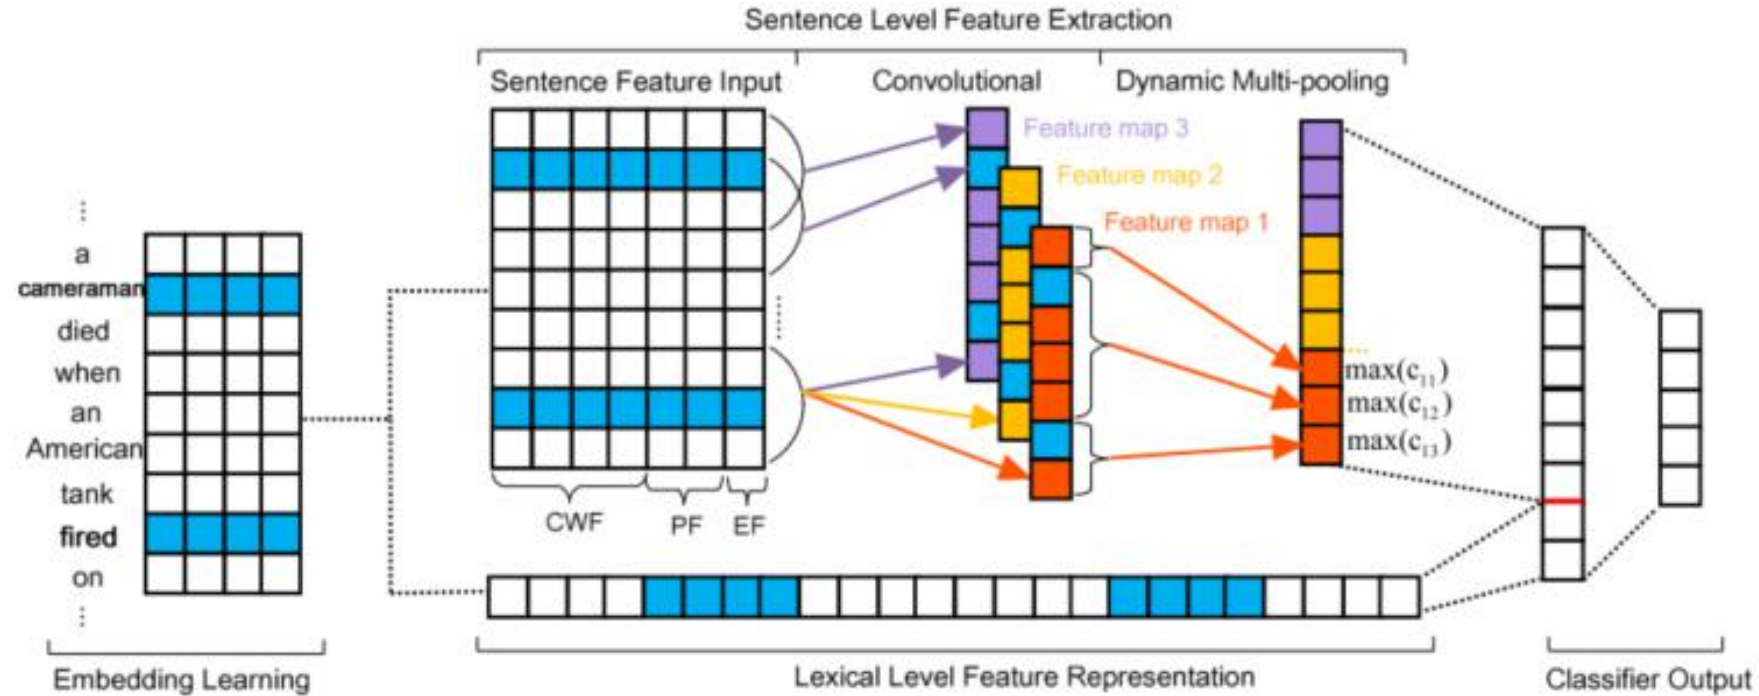 Sentence Level Feature Extraction
Sentence Feature Input
Convolutional
Dynamic Multi-pooling
Feature map 3
Feature map 2
Feature map 1
a
cameraman
died
when
an
American
tank
fired
on
max(c₁₁)
max(c₁₂)
max(c₁₃)
CWF
PF
EF
Embedding Learning
Lexical Level Feature Representation
Classifier Output